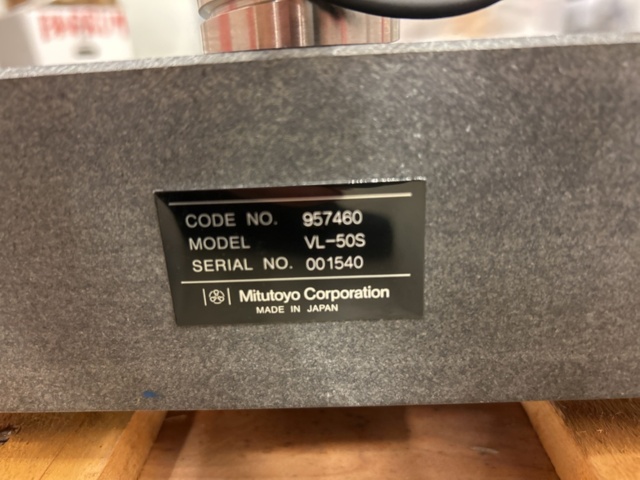 CODE NO. 957460
MODEL VL-50S
SERIAL NO. 001540
Mitutoyo Corporation
MADE IN JAPAN